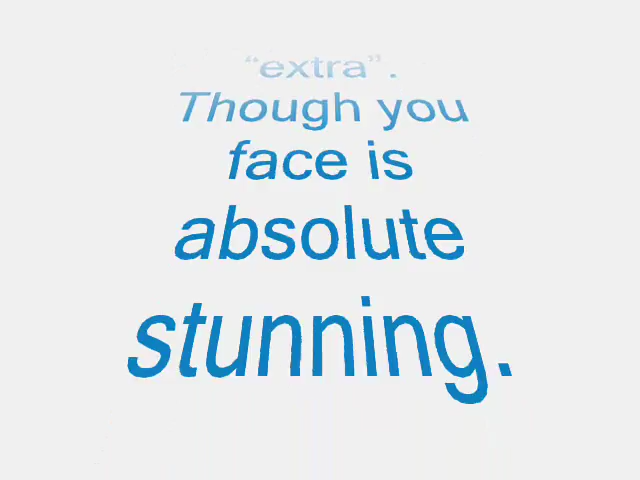 “extra”.
Though you
face is
absolute
stunning.